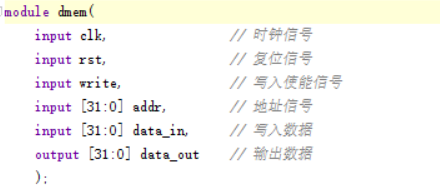 module dmem(
input clk, // 时钟信号
input rst, // 复位信号
input write, // 写入使能信号
input [31:0] addr, // 地址信号
input [31:0] data_in, // 写入数据
output [31:0] data_out // 输出数据
);